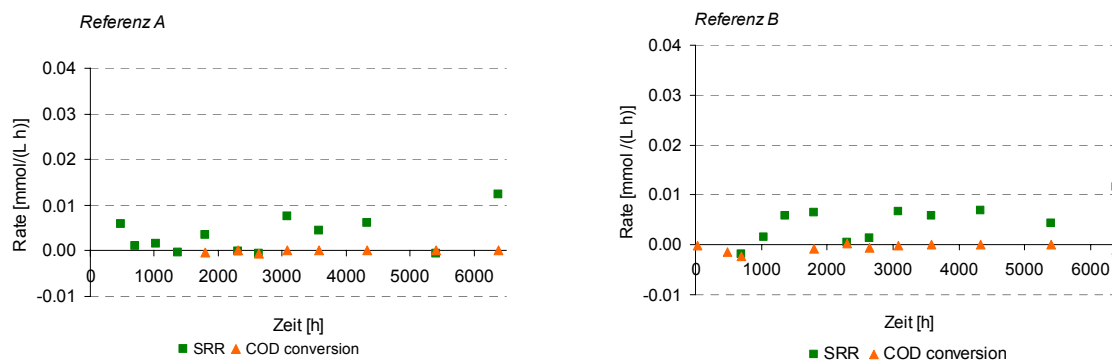 Referenz A
0.04
0.03
0.02
0.01
0.00
-0.01
Rate [mmol/(L h)]
0 1000 2000 3000 4000 5000 6000
Zeit [h]
SRR COD conversion
Referenz B
0.04
0.03
0.02
0.01
0.00
-0.01
Rate [mmol /(L h)]
0 1000 2000 3000 4000 5000 6000
Zeit [h]
SRR COD conversion